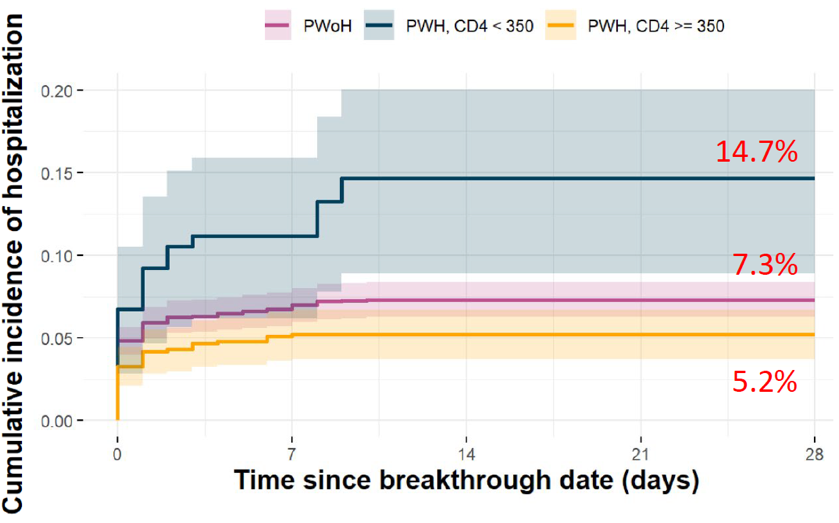 PWoH PWH, CD4 < 350 PWH, CD4 >= 350
Cumulative incidence of hospitalization
0.20
0.15
0.10
0.05
0.00
14.7%
7.3%
5.2%
0 7 14 21 28
Time since breakthrough date (days)